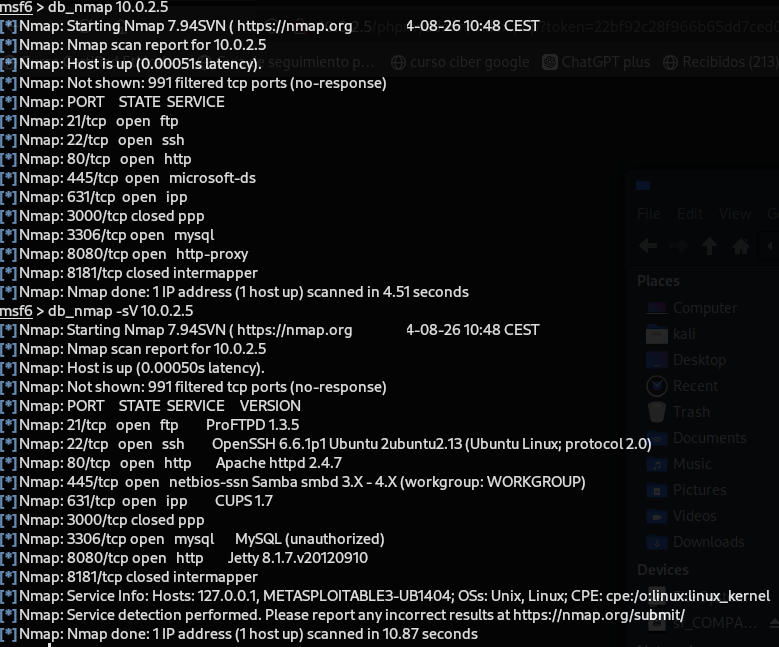 msf6 > db_nmap 10.0.2.5
[*] Nmap: Starting Nmap 7.94SVN ( https://nmap.org 4-08-26 10:48 CEST
[*] Nmap: Nmap scan report for 10.0.2.5
[*] Nmap: Host is up (0.00051s latency).
[*] Nmap: Not shown: 991 filtered tcp ports (no-response)
[*] Nmap: PORT STATE SERVICE
[*] Nmap: 21/tcp open ftp
[*] Nmap: 22/tcp open ssh
[*] Nmap: 80/tcp open http
[*] Nmap: 445/tcp open microsoft-ds
[*] Nmap: 631/tcp open ipp
[*] Nmap: 3000/tcp closed ppp
[*] Nmap: 3306/tcp open mysql
[*] Nmap: 8080/tcp open http-proxy
[*] Nmap: 8181/tcp closed intermapper
[*] Nmap: Nmap done: 1 IP address (1 host up) scanned in 4.51 seconds
msf6 > db_nmap -sV 10.0.2.5
[*] Nmap: Starting Nmap 7.94SVN ( https://nmap.org 4-08-26 10:48 CEST
[*] Nmap: Nmap scan report for 10.0.2.5
[*] Nmap: Host is up (0.00050s latency).
[*] Nmap: Not shown: 991 filtered tcp ports (no-response)
[*] Nmap: PORT STATE SERVICE VERSION
[*] Nmap: 21/tcp open ftp ProFTPD 1.3.5
[*] Nmap: 22/tcp open ssh OpenSSH 6.6.1p1 Ubuntu 2ubuntu2.13 (Ubuntu Linux; protocol 2.0)
[*] Nmap: 80/tcp open http Apache httpd 2.4.7
[*] Nmap: 445/tcp open netbios-ssn Samba smbd 3.X - 4.X (workgroup: WORKGROUP)
[*] Nmap: 631/tcp open ipp CUPS 1.7
[*] Nmap: 3000/tcp closed ppp
[*] Nmap: 3306/tcp open mysql MySQL (unauthorized)
[*] Nmap: 8080/tcp open http Jetty 8.1.7.v20120910
[*] Nmap: 8181/tcp closed intermapper
[*] Nmap: Service Info: Hosts: 127.0.0.1, METASPLOITABLE3-UB1404; OSs: Unix, Linux; CPE: cpe:/o:linux:linux_kernel
[*] Nmap: Service detection performed. Please report any incorrect results at https://nmap.org/submit/
[*] Nmap: Nmap done: 1 IP address (1 host up) scanned in 10.87 seconds
curso ciber google
ChatGPT plus
Recibidos (213)
File Edit View
Places
Computer
kali
Desktop
Recent
Trash
Documents
Music
Pictures
Videos
Downloads
Devices